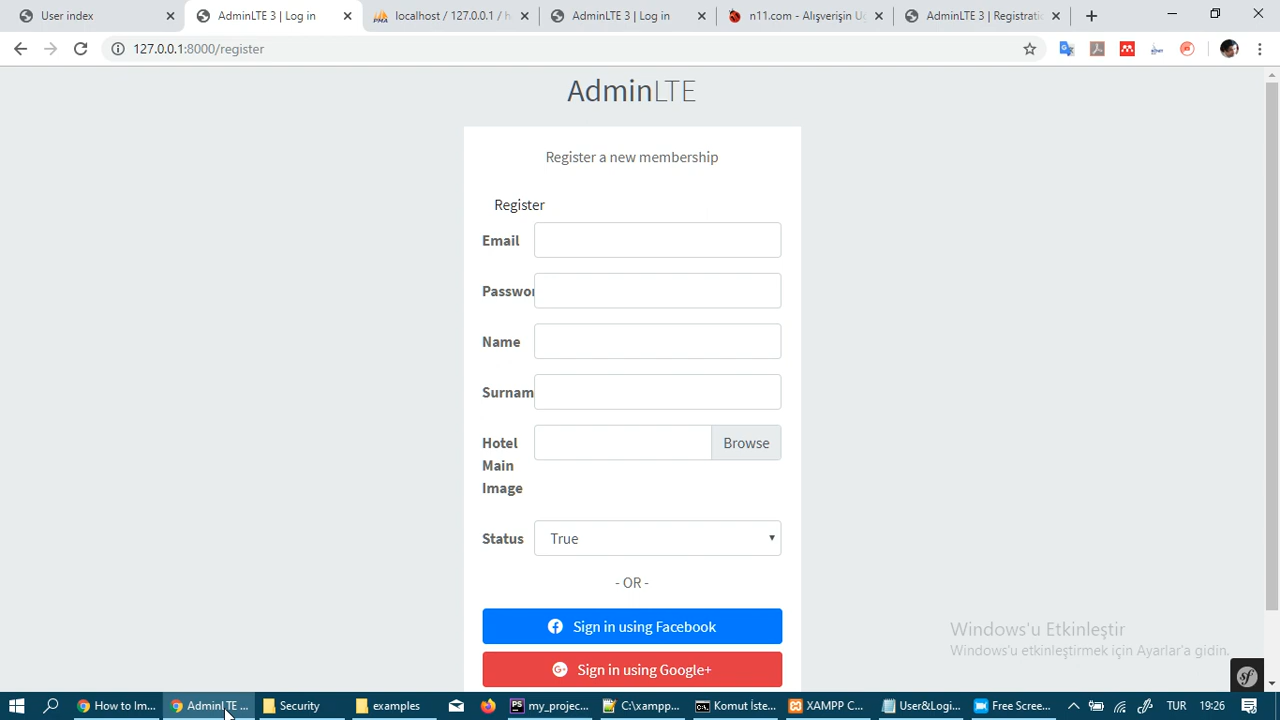 User index
AdminLTE 3 | Log in
localhost / 127.0.0.1 / h
AdminLTE 3 | Log in
n11.com - Alışverişin U
AdminLTE 3 | Registratio
127.0.0.1:8000/register
AdminLTE
Register a new membership
Register
Email
Passwor
Name
Surnam
Hotel
Main
Image
Browse
Status
True
- OR -
Sign in using Facebook
Sign in using Google+
Windows'u Etkinleştir
Windows'u etkinleştirmek için Ayarlar'a gidin.
How to Im...
AdminLTE ...
Security
examples
my_projec...
C:\xampp...
Komut İste...
XAMPP C...
User&Logi...
Free Scree...
TUR
19:26